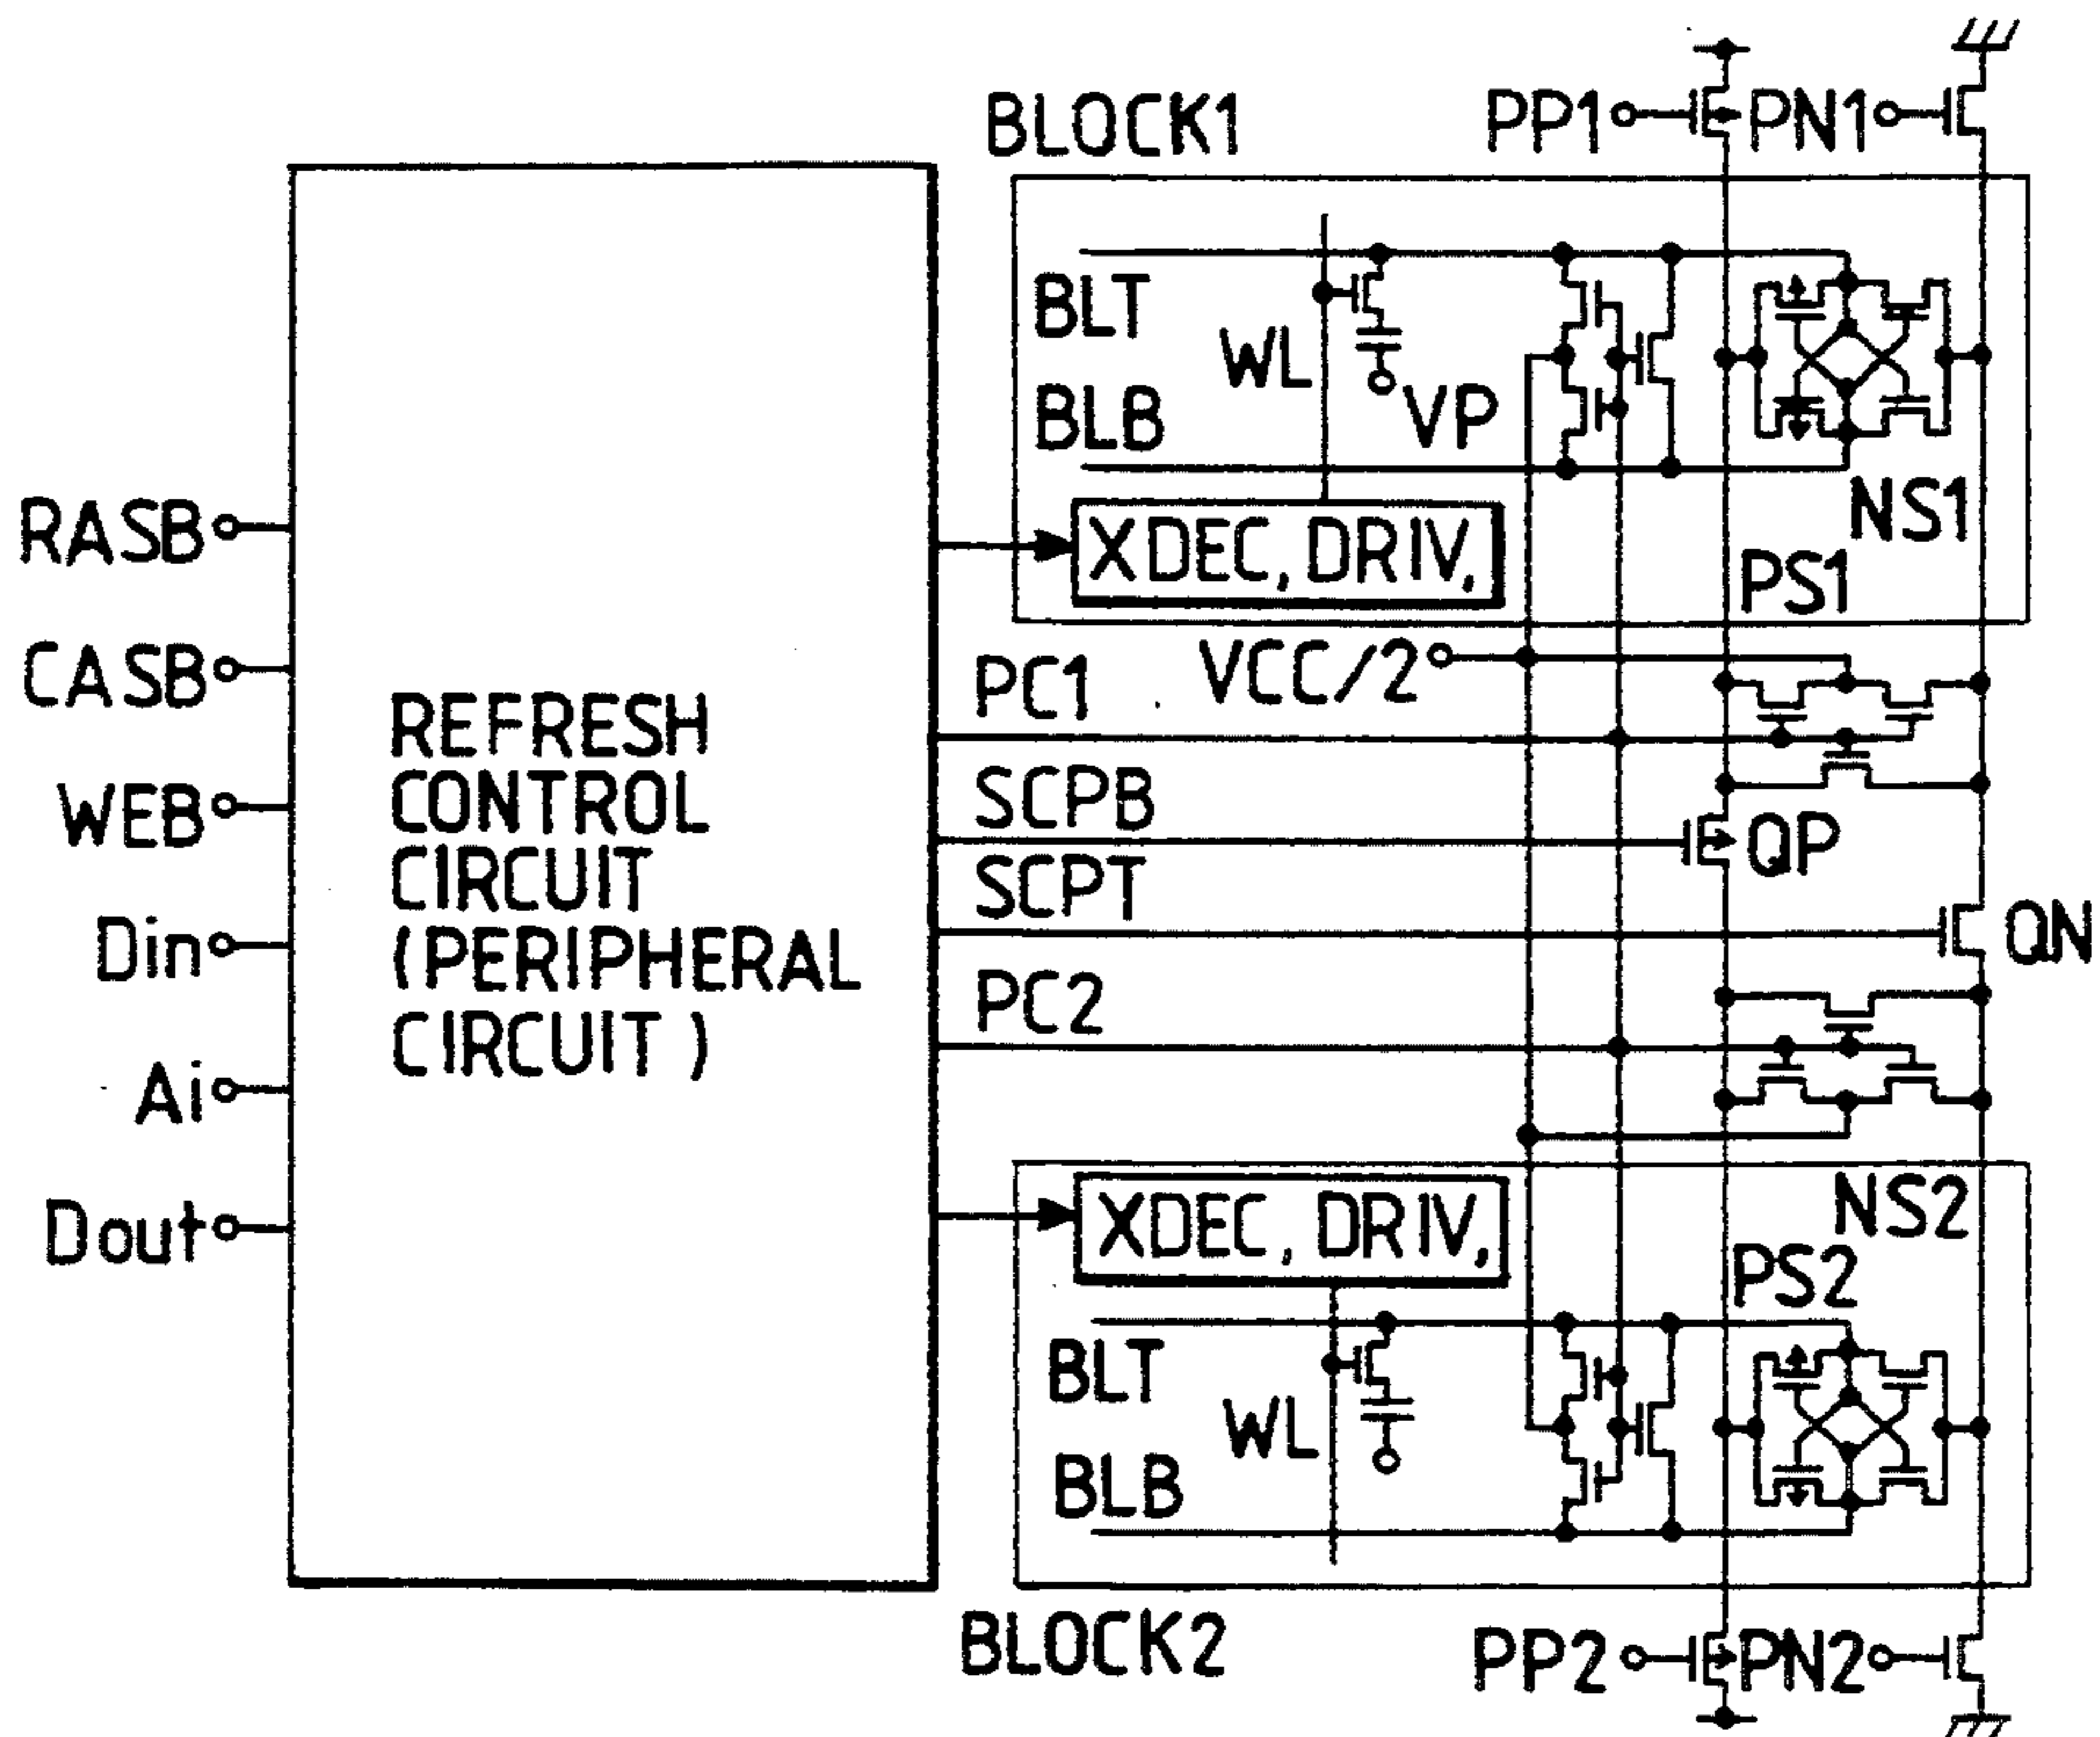 BLOCK1
PP1
PN1
BLT
WL
BLB
VP
NS1
XDEC, DRIV,
PS1
RASB
CASB
WEB
Din
Ai
Dout
REFRESH
CONTROL
CIRCUIT
(PERIPHERAL
CIRCUIT)
VCC/2
PC1
SCPB
QP
SCPT
QN
PC2
NS2
XDEC, DRIV,
PS2
BLT
WL
BLB
BLOCK2
PP2
PN2